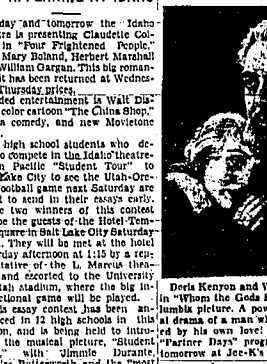 day and tomorrow the Idaho
re is presenting Claudette Col-
in "Four Frightened People,"
Mary Boland, Herbert Marshall
William Gargan. This big roman-
it has been returned at Wednes-
Thursday prices.
ded entertainment is Walt Dis-
color cartoon "The China Shop,"
a comedy, and new Movietone
high school students who de-
o compete in the Idaho theatre-
n Pacific "Student Tour" to
Lake City to see the Utah-Ore-
ootball game next Saturday are
t to send in their essays early.
e two winners of this contest
be the guests of the Hotel Tem-
quare in Salt Lake City Saturday
. They will be met at the hotel
rday afternoon at 1:15 by a rep-
tative of the L. Marcus thea-
and escorted to the University
tah stadium, where the big in-
ctional game will be played.
is essay contest has been an-
ced in 12 high schools in this
on, and is being held to intro-
the musical picture, "Student
with Jimmie Durante,
Doris Kenyon and
in "Whom the Gods
lumbia picture. A pow
al drama of a man w
ed by his own love!
"Partner Days" progr
tomorrow at Joe-K's